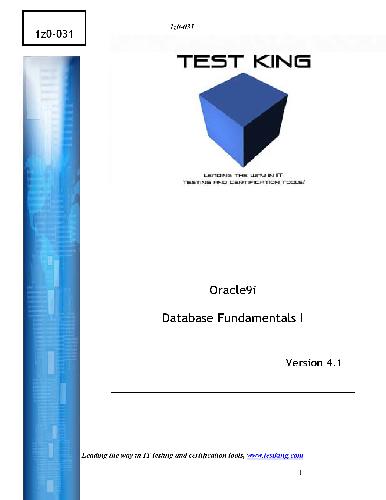 1z0-031
1z0-031
TEST KING
LEADING THE WAY IN IT
TESTING AND CERTIFICATION TOOLS!
Oracle9i
Database Fundamentals I
Version 4.1
Leading the way in IT testing and certification tools, www.testking.com
1